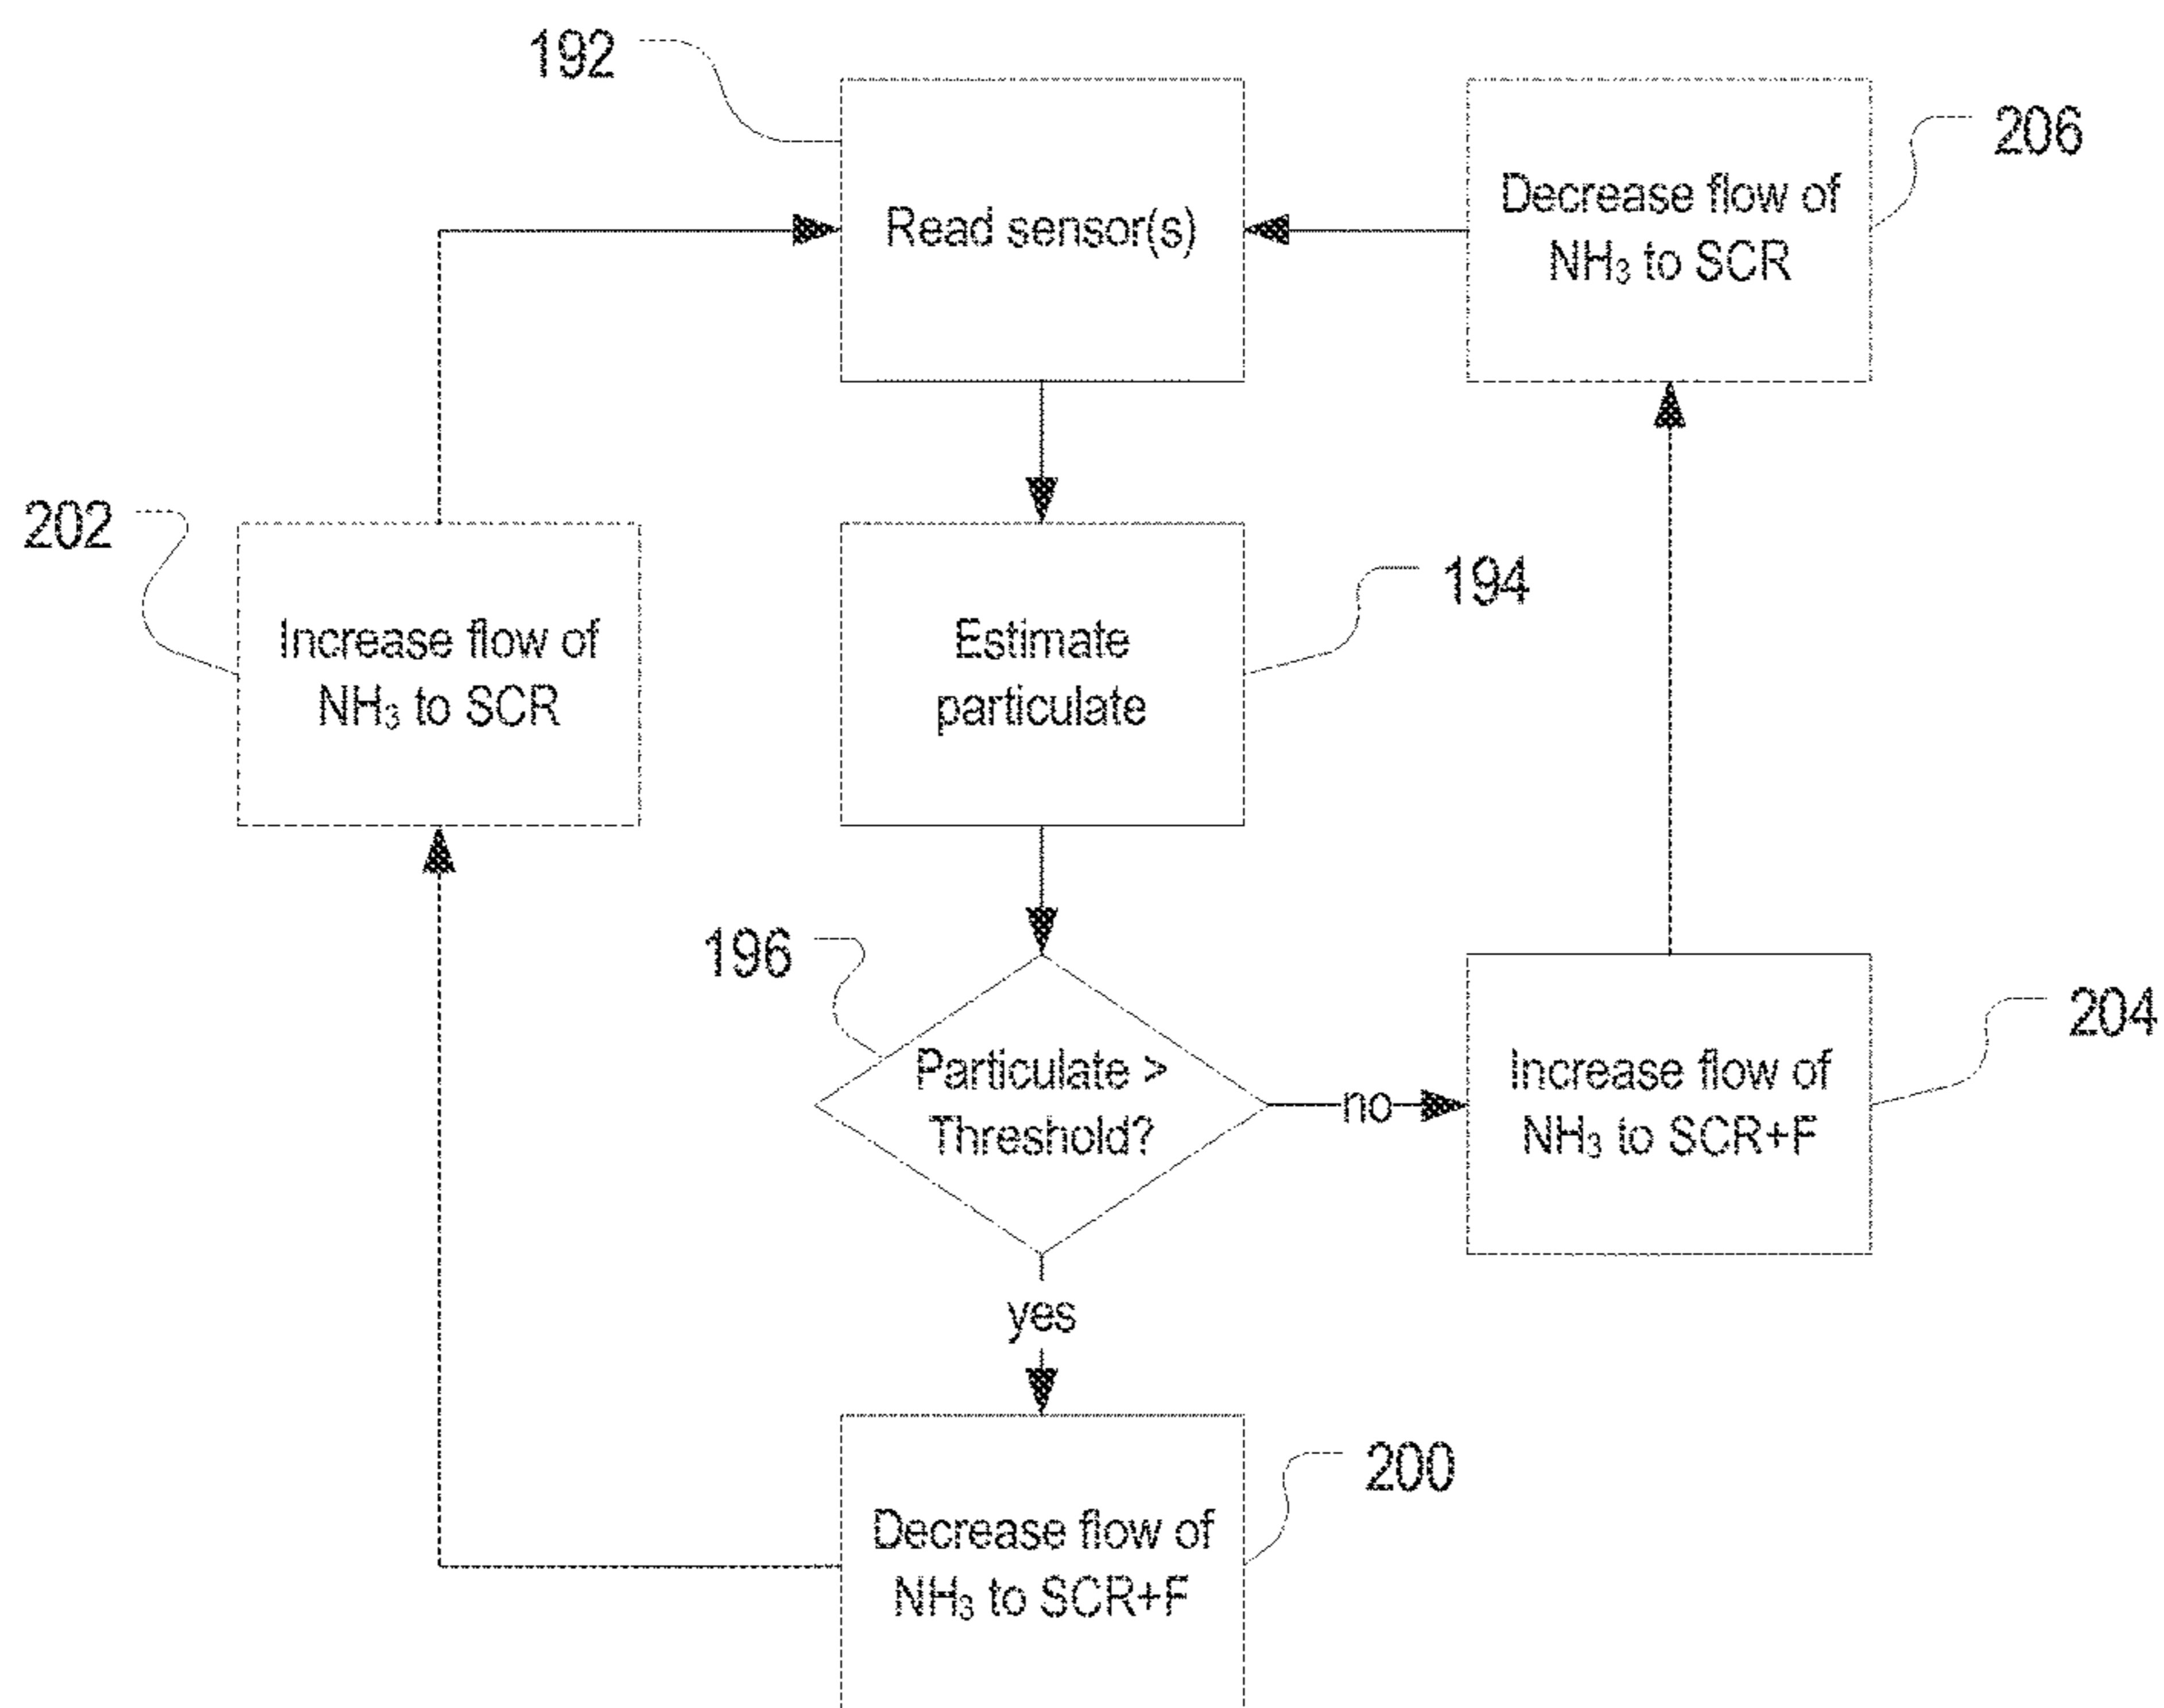 192
Read sensor(s)
Decrease flow of
NH₃ to SCR
206
202
Increase flow of
NH₃ to SCR
Estimate
particulate
194
196
Particulate >
Threshold?
no
Increase flow of
NH₃ to SCR+F
204
yes
Decrease flow of
NH₃ to SCR+F
200